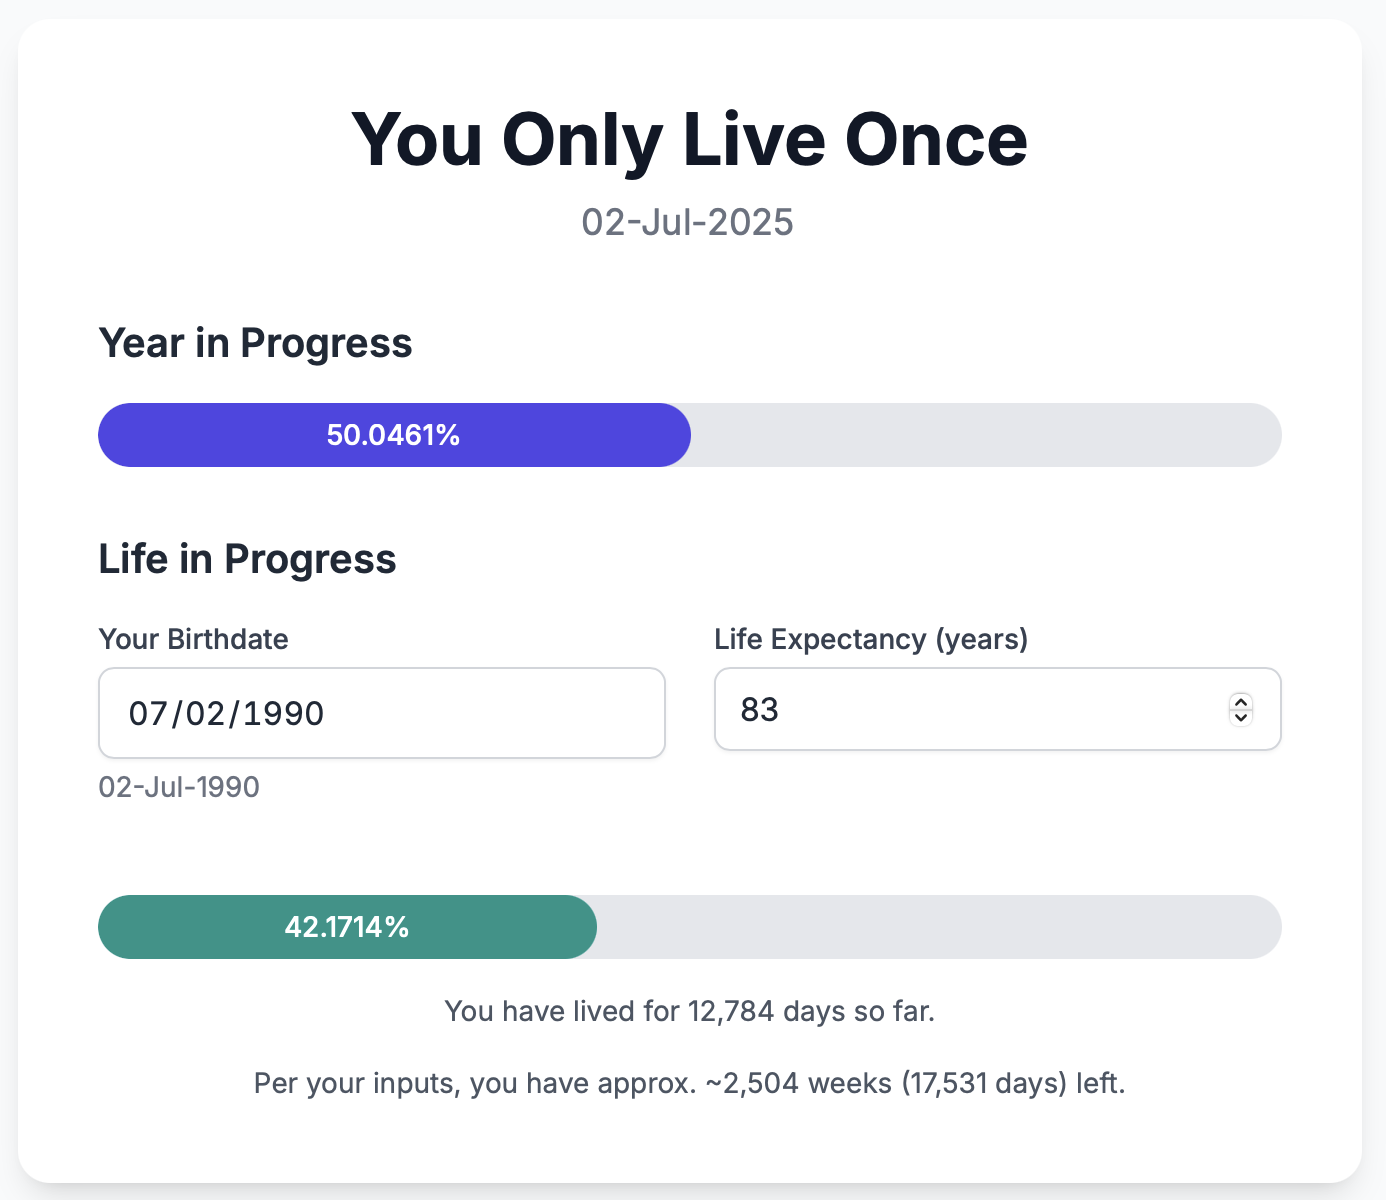 You Only Live Once
02-Jul-2025
Year in Progress
50.0461%
Life in Progress
Your Birthdate
Life Expectancy (years)
07/02/1990
83
02-Jul-1990
42.1714%
You have lived for 12,784 days so far.
Per your inputs, you have approx. ~2,504 weeks (17,531 days) left.